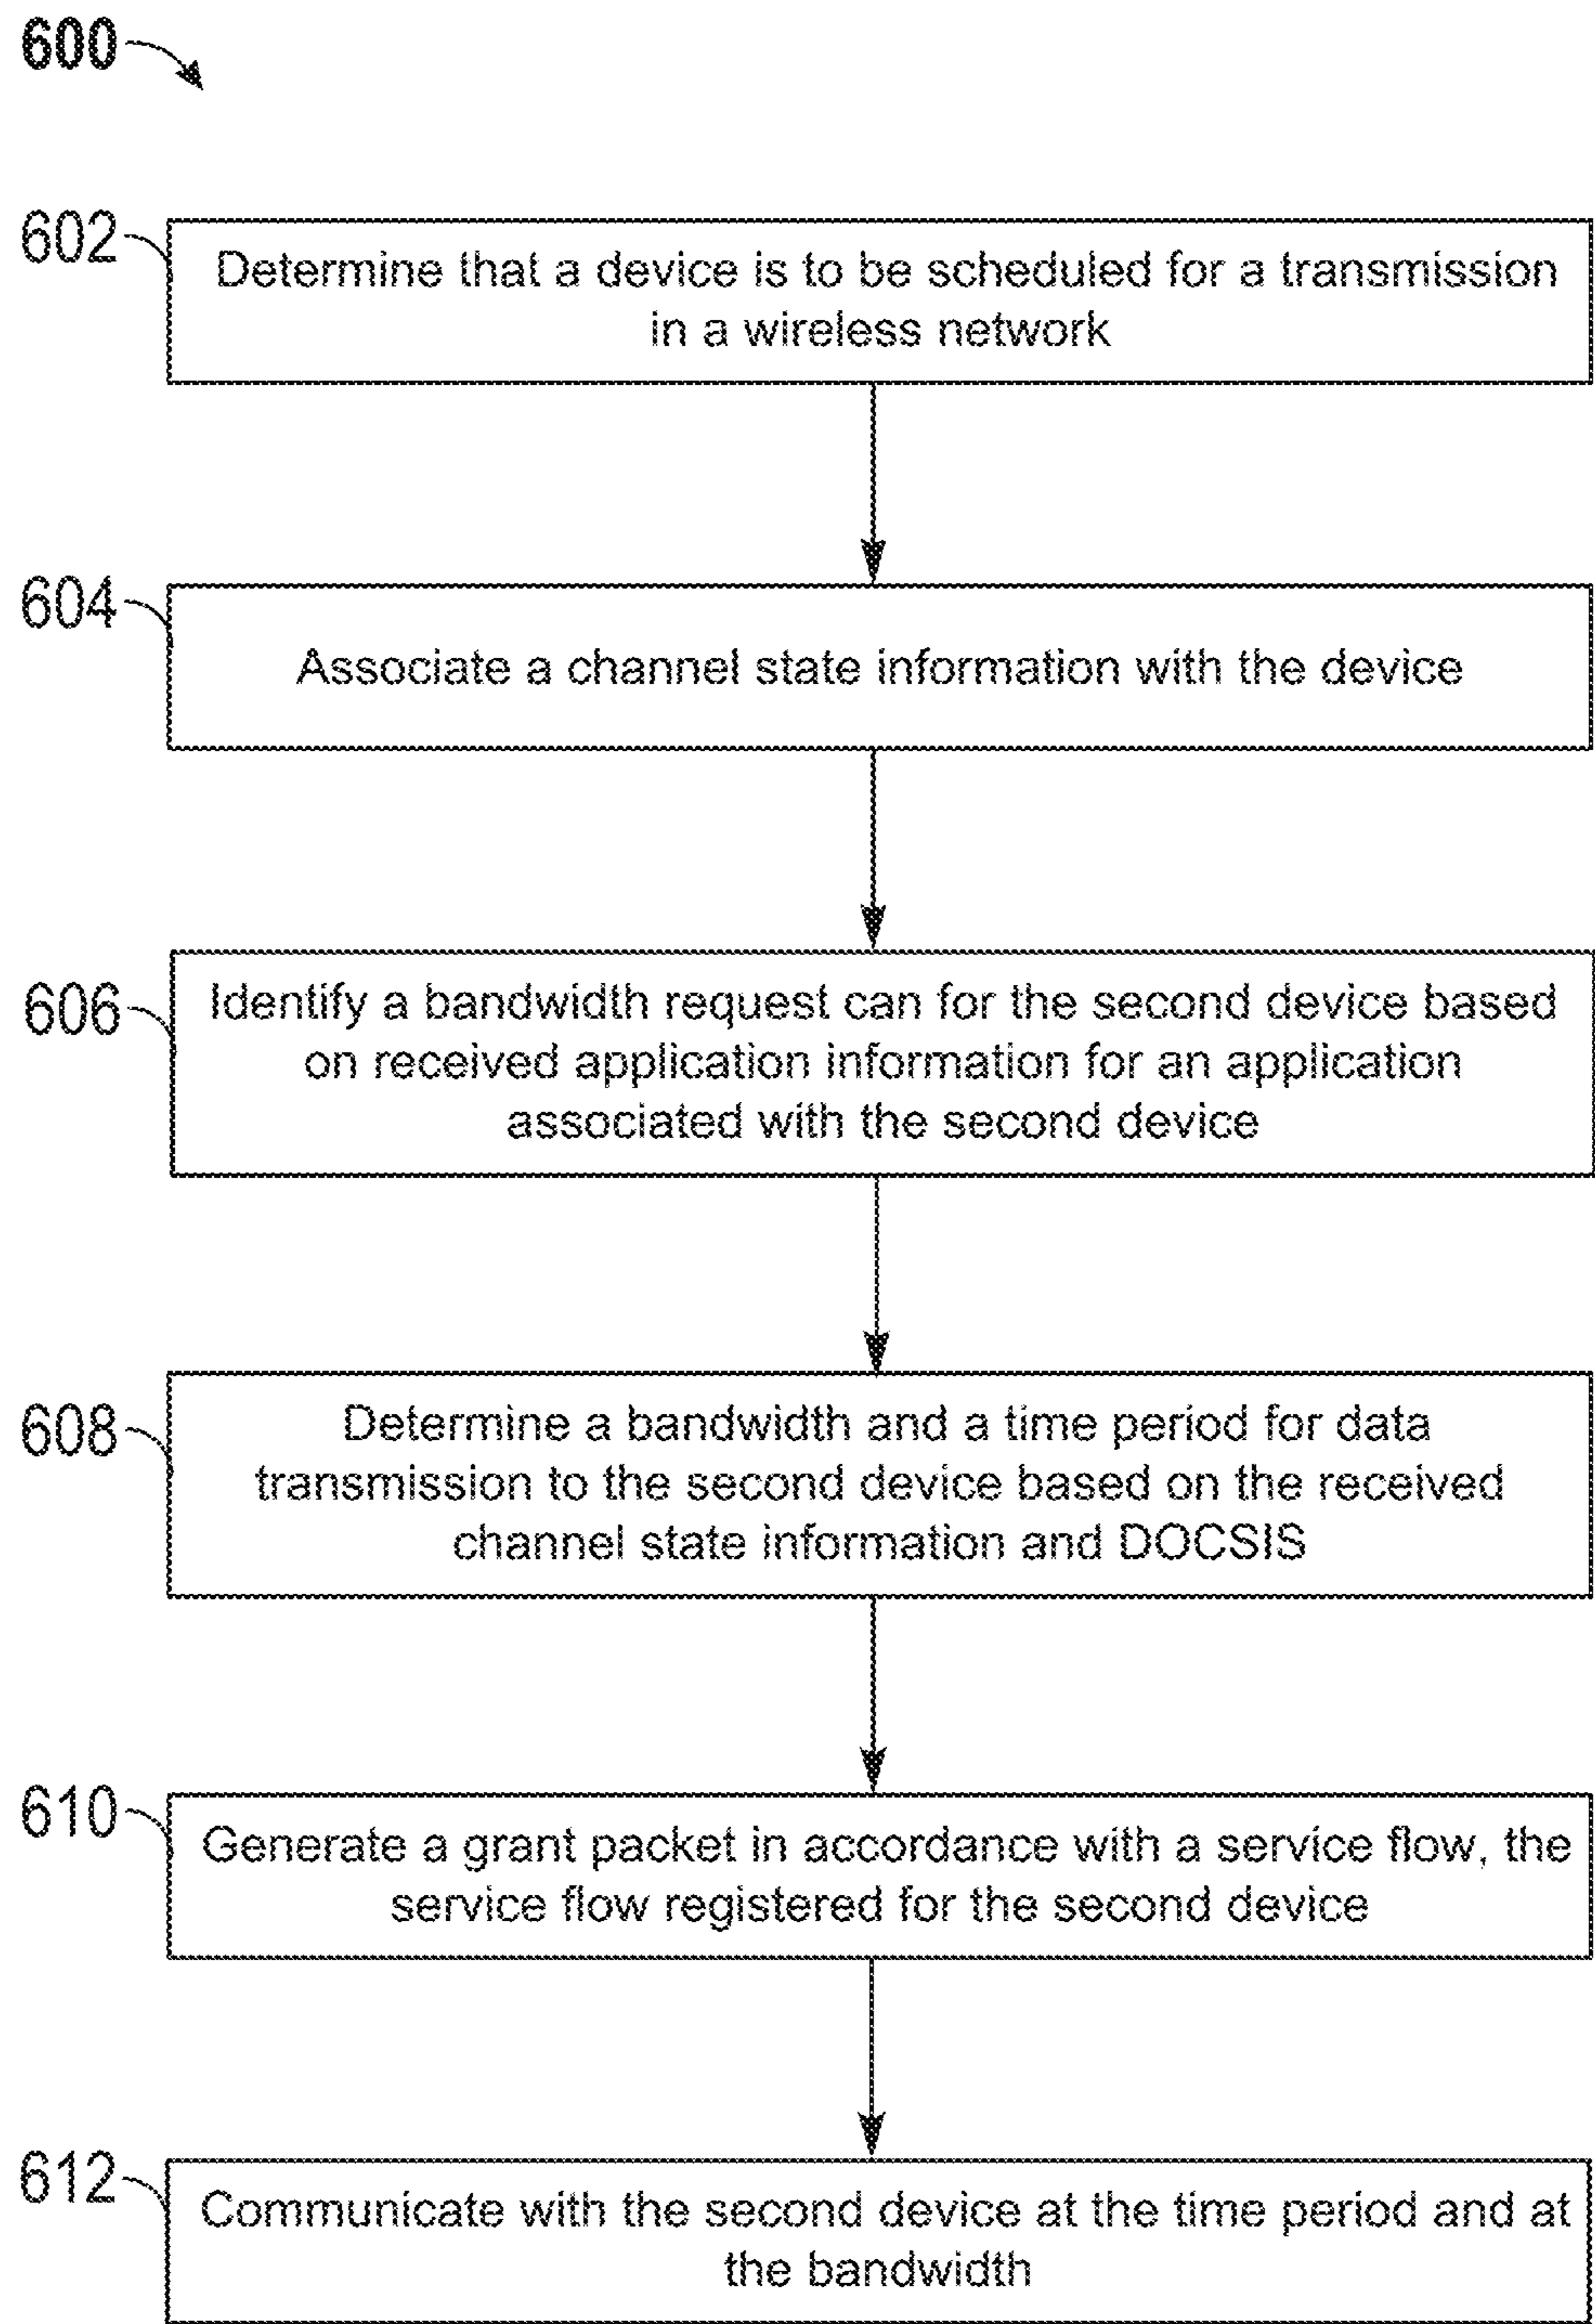 600
602
Determine that a device is to be scheduled for a transmission
in a wireless network
604
Associate a channel state information with the device
606
Identify a bandwidth request can for the second device based
on received application information for an application
associated with the second device
608
Determine a bandwidth and a time period for data
transmission to the second device based on the received
channel state information and DOCSIS
610
Generate a grant packet in accordance with a service flow, the
service flow registered for the second device
612
Communicate with the second device at the time period and at
the bandwidth